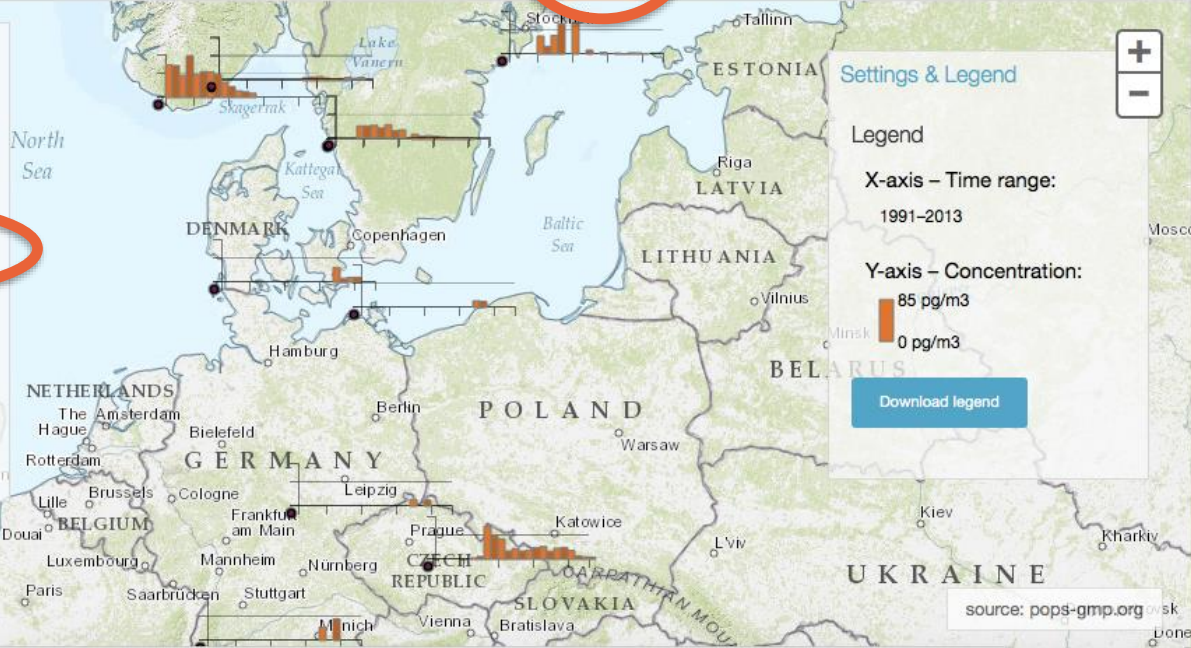 Tallinn
Lake
Vanern
ESTONIA
Settings & Legend
+
−
Skagerrak
North
Sea
Legend
Riga
LATVIA
X-axis – Time range:
1991–2013
Kattegat
Sea
DENMARK
Copenhagen
Baltic
Sea
LITHUANIA
Y-axis – Concentration:
85 pg/m3
0 pg/m3
Vilnius
Minsk
BELARUS
Hamburg
Download legend
NETHERLANDS
The
Hague
Amsterdam
Berlin
POLAND
Rotterdam
Bielefeld
Warsaw
GERMANY
Lille
Brussels
Cologne
Leipzig
Douai
BELGIUM
Frankfurt
am Main
Prague
Katowice
Kiev
Kharkiv
L'viv
Luxembourg
Mannheim
Nürnberg
CZECH
REPUBLIC
CARPATHIAN MOU
UKRAINE
Paris
Saarbrucken
Stuttgart
SLOVAKIA
source: pops-gmp.org
Munich
Vienna
Bratislava